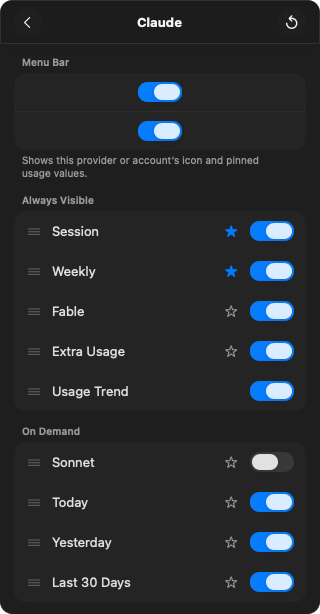 Claude
Menu Bar
Shows this provider or account's icon and pinned
usage values.
Always Visible
Session
Weekly
Fable
Extra Usage
Usage Trend
On Demand
Sonnet
Today
Yesterday
Last 30 Days